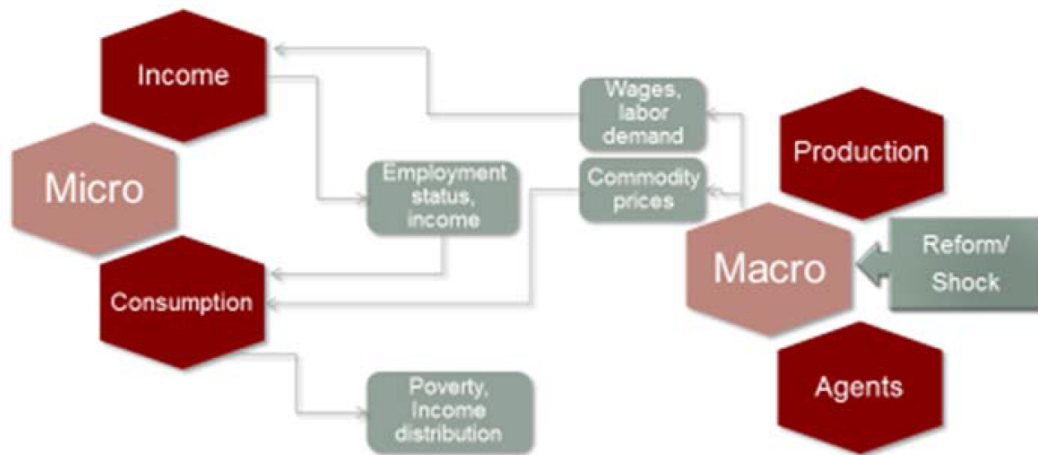 Income
Micro
Consumption
Employment
status,
income
Poverty,
Income
distribution
Wages,
labor
demand
Commodity
prices
Production
Macro
Agents
Reform/
Shock